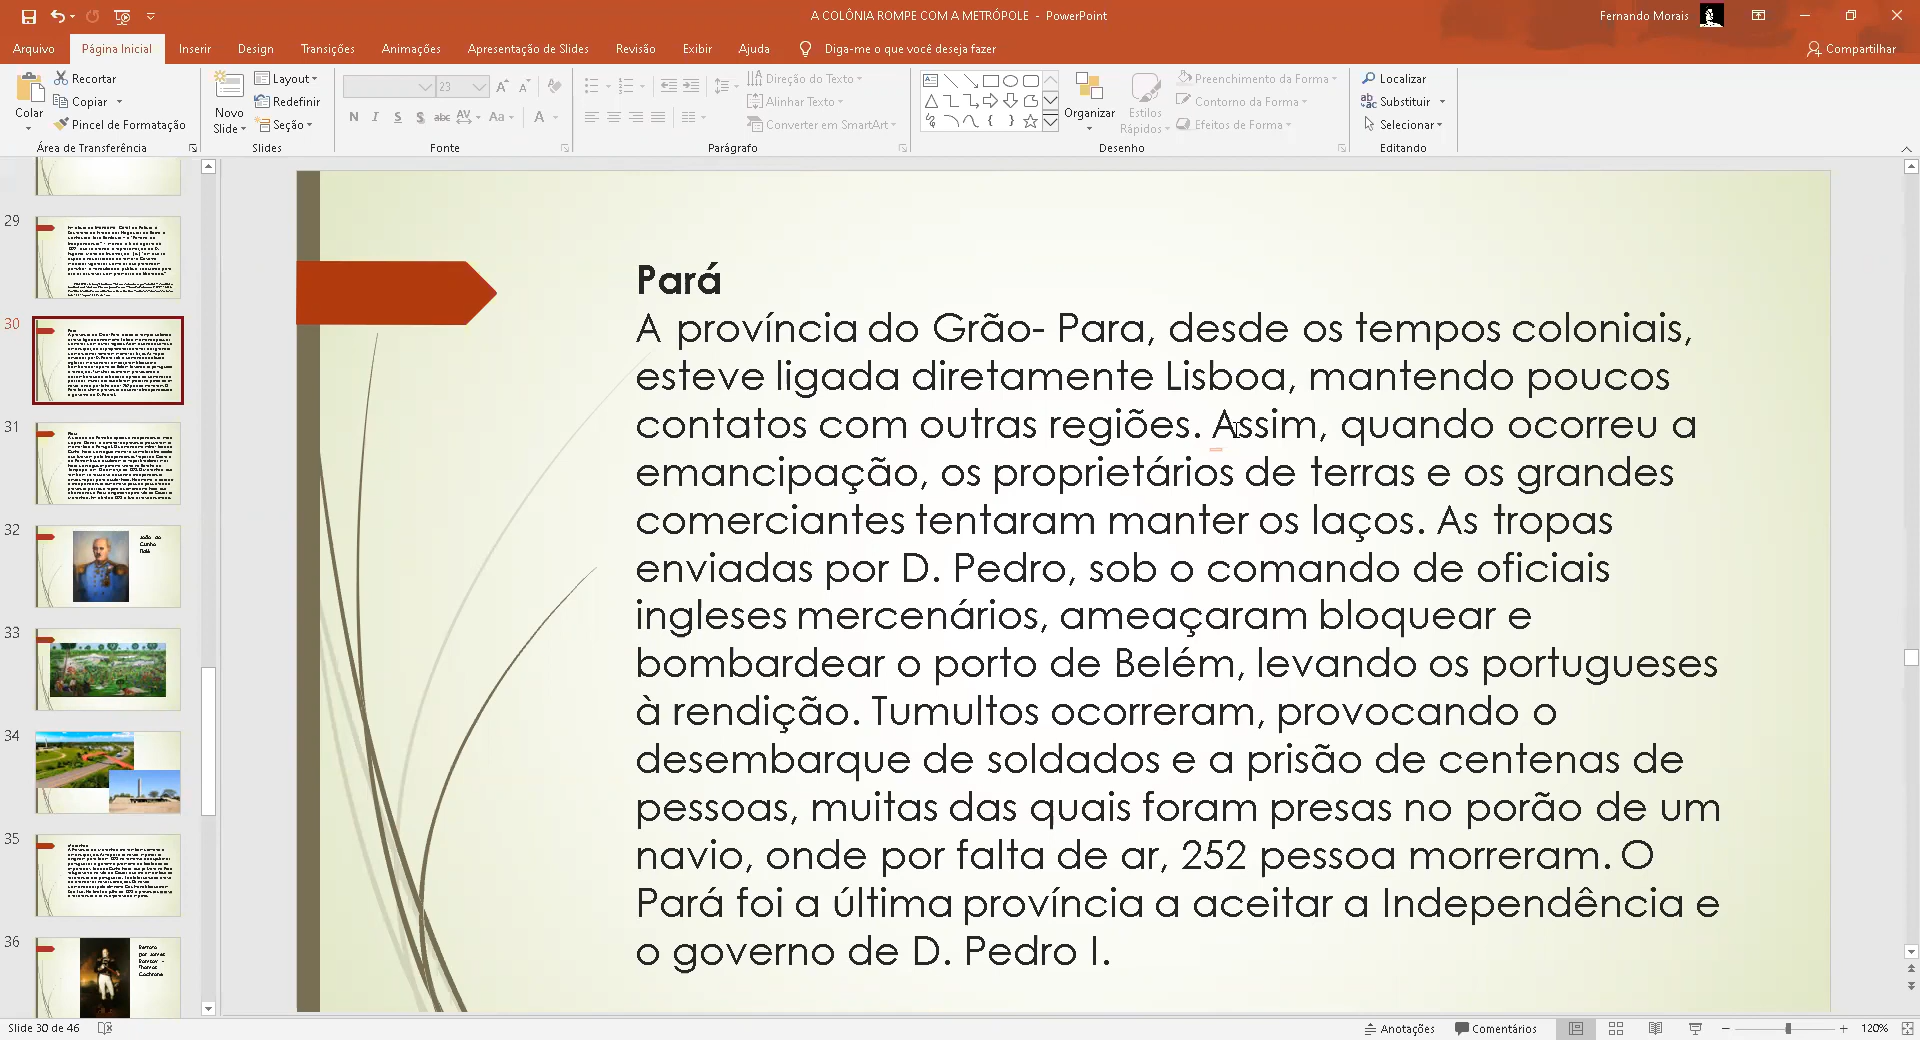 A COLÔNIA ROMPE COM A METRÓPOLE - PowerPoint
Fernando Morais
Arquivo Página Inicial Inserir Design Transições Animações Apresentação de Slides Revisão Exibir Ajuda Diga-me o que você deseja fazer Compartilhar
Colar
Recortar
Copiar
Pincel de Formatação
Área de Transferência
Novo Slide
Layout
Redefinir
Seção
Slides
23
N I S S abc AV Aa A
Fonte
Direção do Texto
Alinhar Texto
Converter em SmartArt
Parágrafo
Organizar
Estilos Rápidos
Preenchimento da Forma
Contorno da Forma
Efeitos de Forma
Desenho
Localizar
Substituir
Selecionar
Editando
29
30
31
32
João da Cunha Fidié
33
34
35
36
Pará
A província do Grão- Para, desde os tempos coloniais,
esteve ligada diretamente Lisboa, mantendo poucos
contatos com outras regiões. Assim, quando ocorreu a
emancipação, os proprietários de terras e os grandes
comerciantes tentaram manter os laços. As tropas
enviadas por D. Pedro, sob o comando de oficiais
ingleses mercenários, ameaçaram bloquear e
bombardear o porto de Belém, levando os portugueses
à rendição. Tumultos ocorreram, provocando o
desembarque de soldados e a prisão de centenas de
pessoas, muitas das quais foram presas no porão de um
navio, onde por falta de ar, 252 pessoa morreram. O
Pará foi a última província a aceitar a Independência e
o governo de D. Pedro I.
Slide 30 de 46
Anotações
Comentários
120%